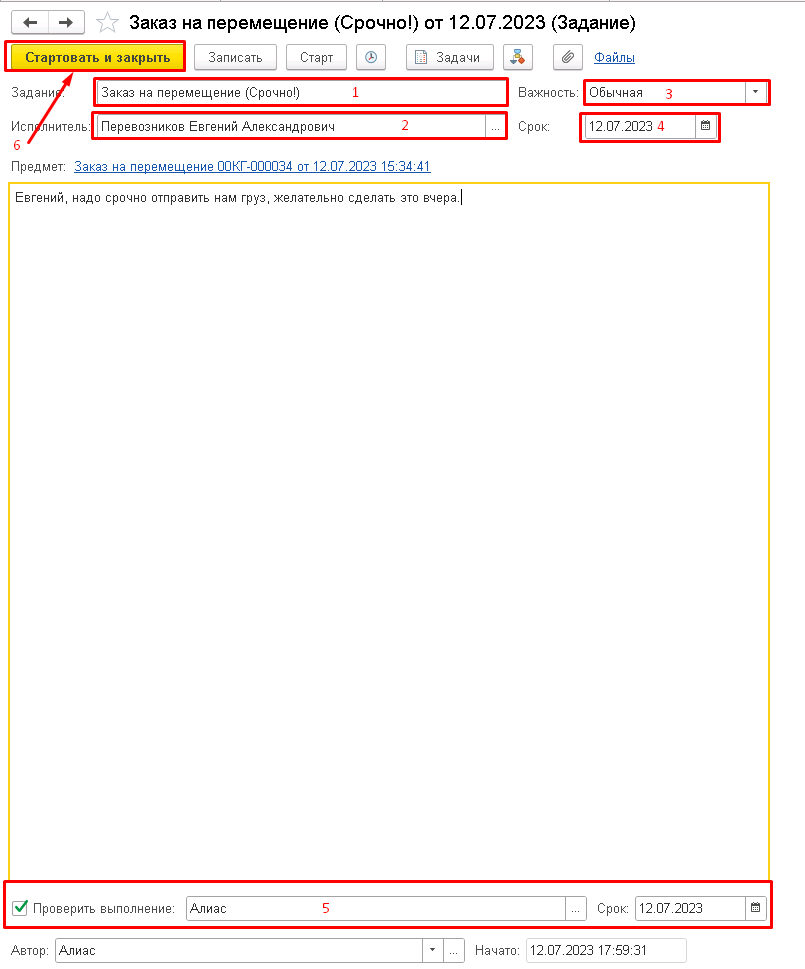 Заказ на перемещение (Срочно!) от 12.07.2023 (Задание)
Стартовать и закрыть Записать Старт Задачи Файлы
Задание: Заказ на перемещение (Срочно!) 1 Важность: Обычная 3
Исполнитель: Перевозников Евгений Александрович 2 ... Срок: 12.07.2023 4
6
Предмет: Заказ на перемещение 00КГ-000034 от 12.07.2023 15:34:41
Евгений, надо срочно отправить нам груз, желательно сделать это вчера.
Проверить выполнение: Алиас 5 ... Срок: 12.07.2023
Автор: Алиас ... Начато: 12.07.2023 17:59:31